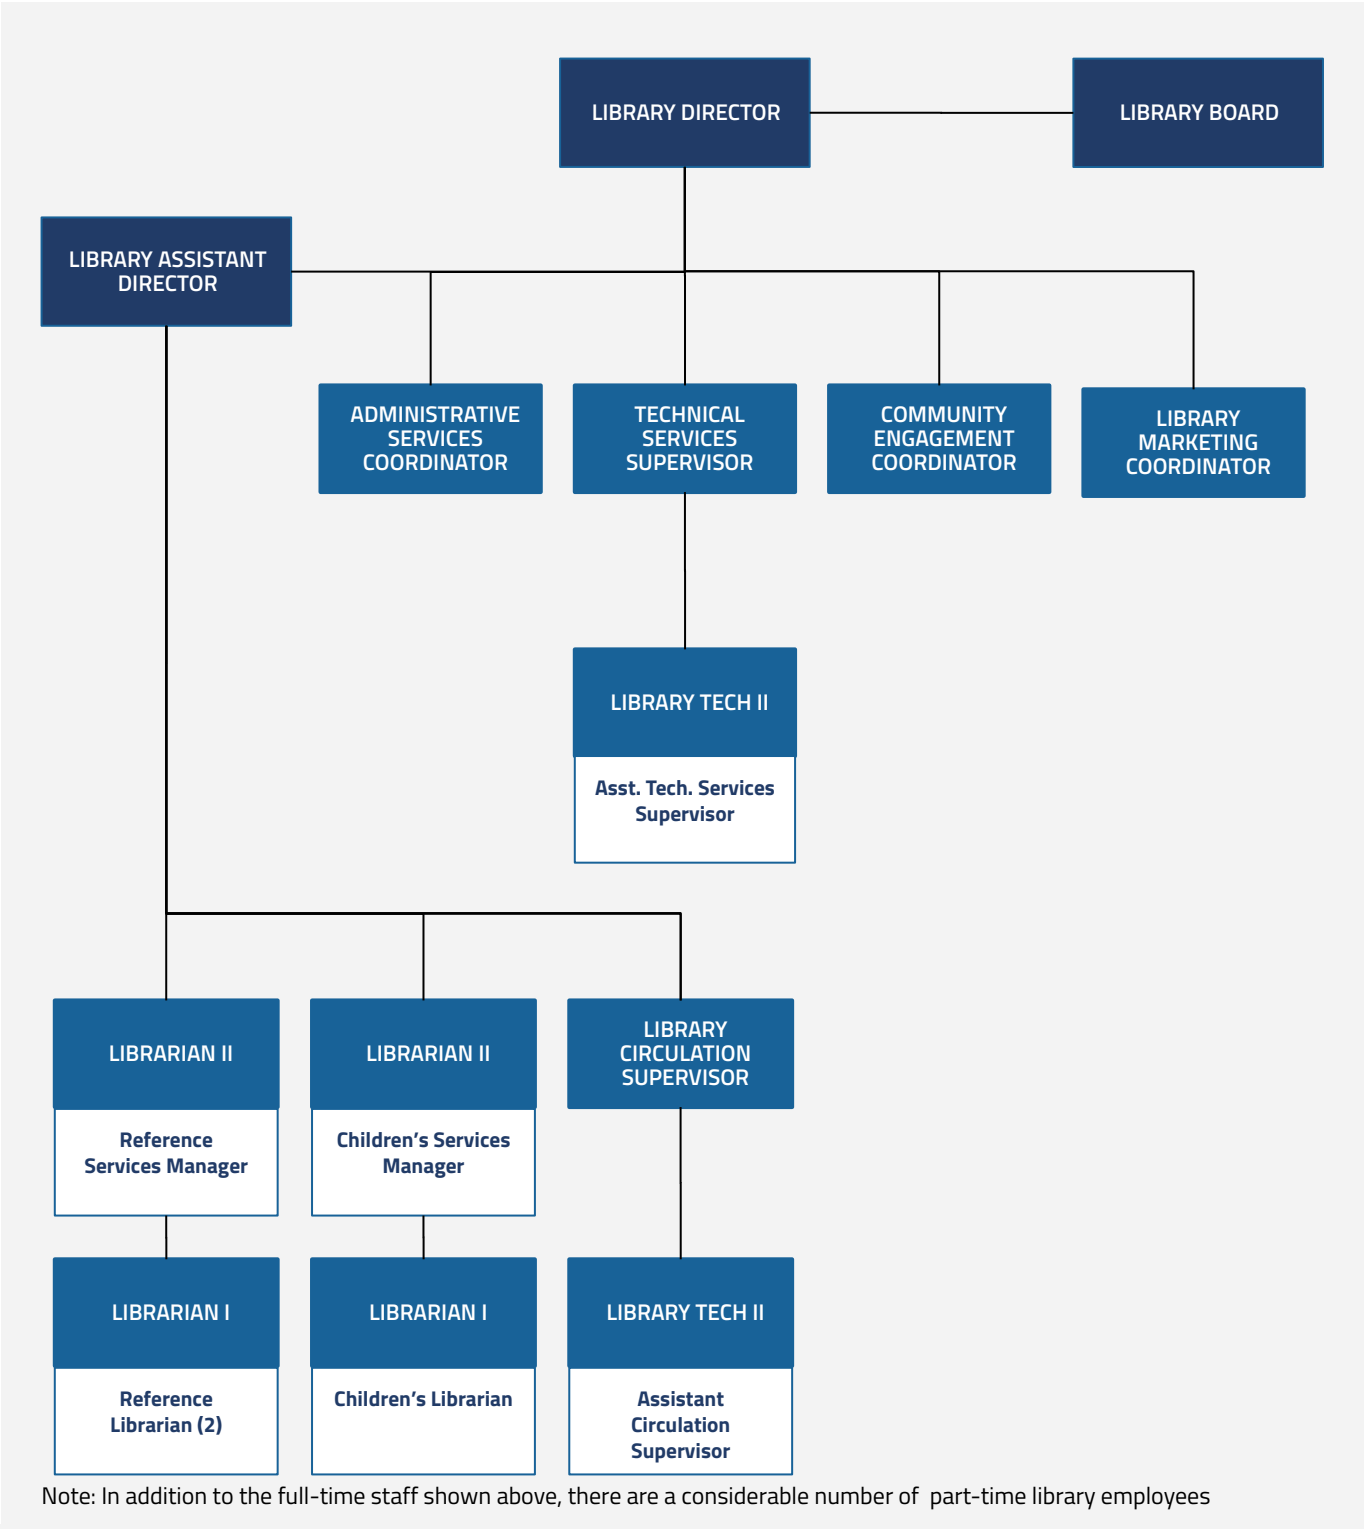 LIBRARY DIRECTOR
LIBRARY BOARD
LIBRARY ASSISTANT
DIRECTOR
ADMINISTRATIVE
SERVICES
COORDINATOR
TECHNICAL
SERVICES
SUPERVISOR
COMMUNITY
ENGAGEMENT
COORDINATOR
LIBRARY
MARKETING
COORDINATOR
LIBRARY TECH II
Asst. Tech. Services
Supervisor
LIBRARIAN II
Reference
Services Manager
LIBRARIAN II
Children’s Services
Manager
LIBRARY
CIRCULATION
SUPERVISOR
LIBRARIAN I
Reference
Librarian (2)
LIBRARIAN I
Children’s Librarian
LIBRARY TECH II
Assistant
Circulation
Supervisor
Note: In addition to the full-time staff shown above, there are a considerable number of  part-time library employees